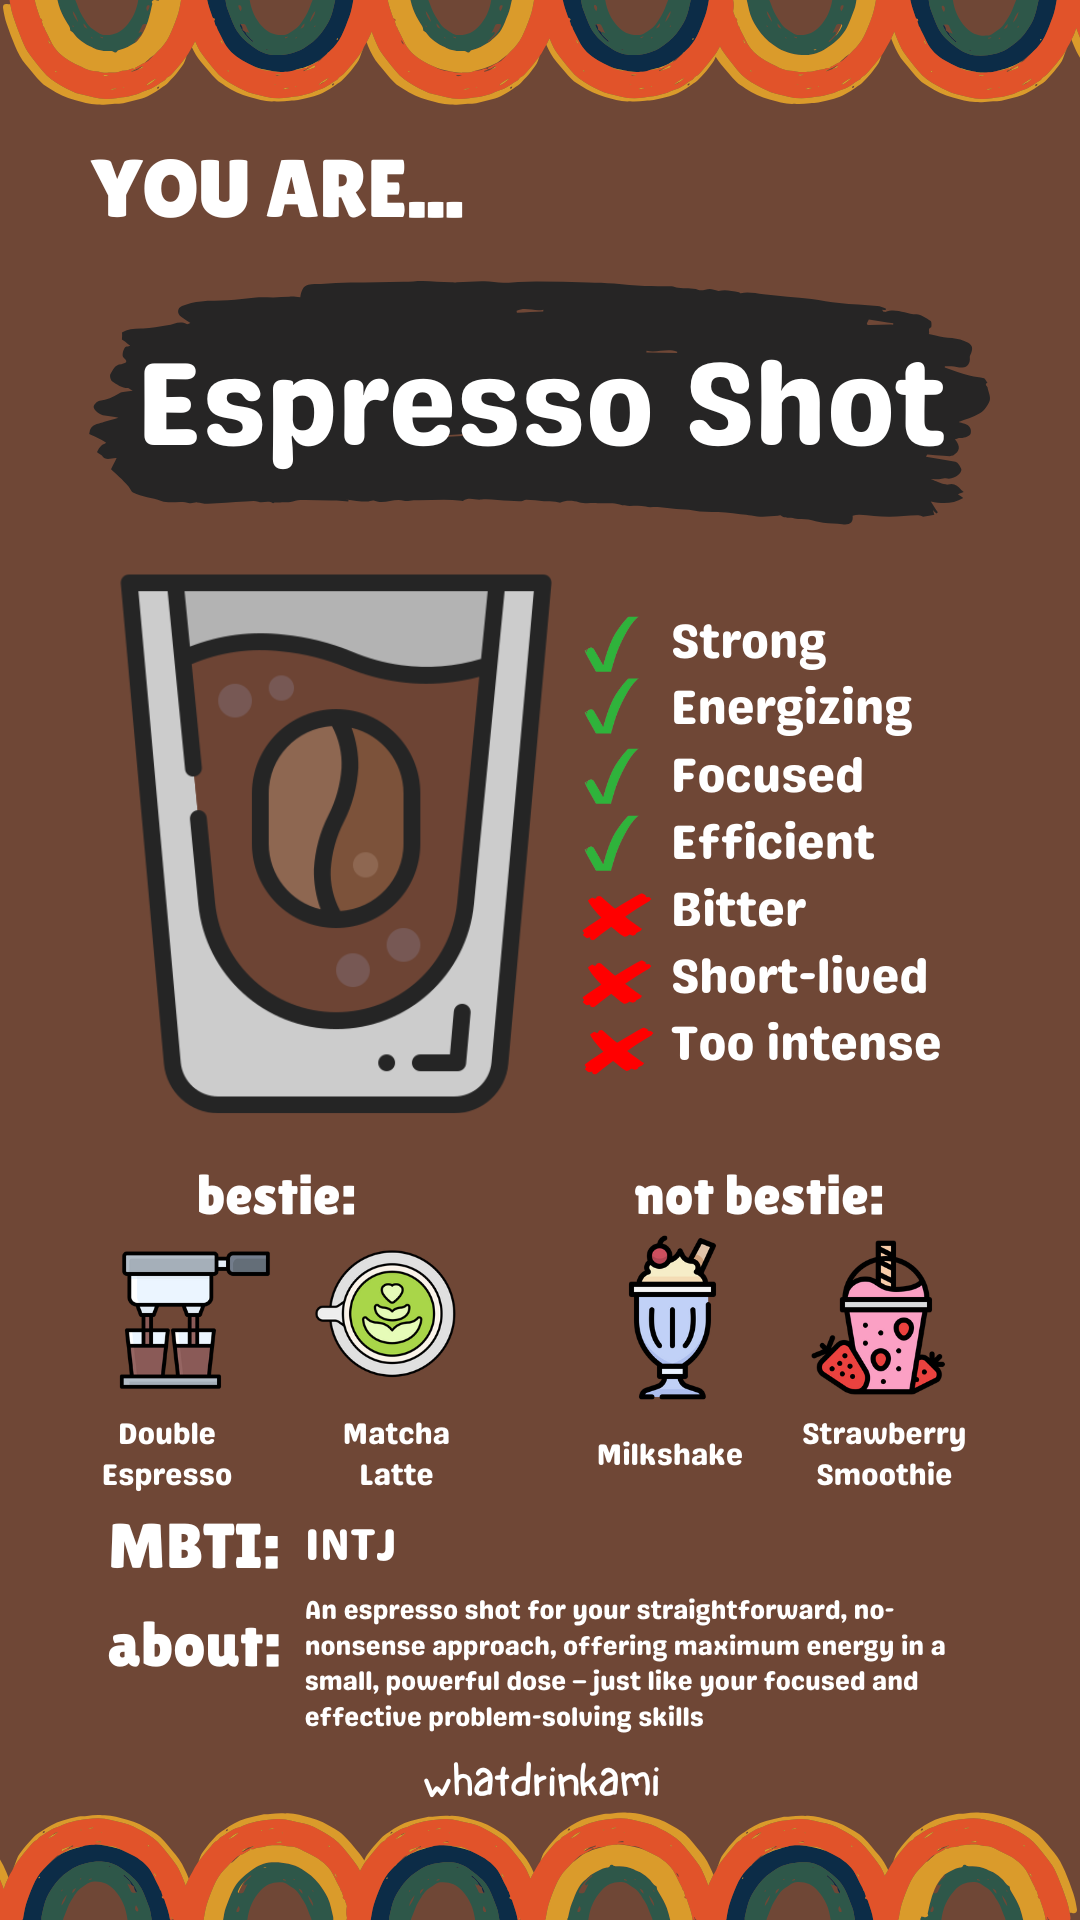 YOU ARE...
Espresso Shot
Strong
Energizing
Focused
Efficient
Bitter
Short-lived
Too intense
bestie:
Double
Espresso
Matcha
Latte
not bestie:
Milkshake
Strawberry
Smoothie
MBTI: INTJ
about:
An espresso shot for your straightforward, no-
nonsense approach, offering maximum energy in a
small, powerful dose – just like your focused and
effective problem-solving skills
whatdrinkami